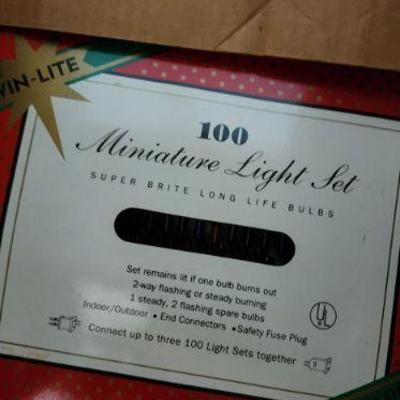 WIN-LITE
100
Miniature Light Set
SUPER BRITE LONG LIFE BULBS
Set remains lit if one bulb burns out
2-way flashing or steady burning
1 steady, 2 flashing spare bulbs
Indoor/Outdoor • End Connectors •Safety Fuse Plug
UL
Connect up to three 100 Light Sets together